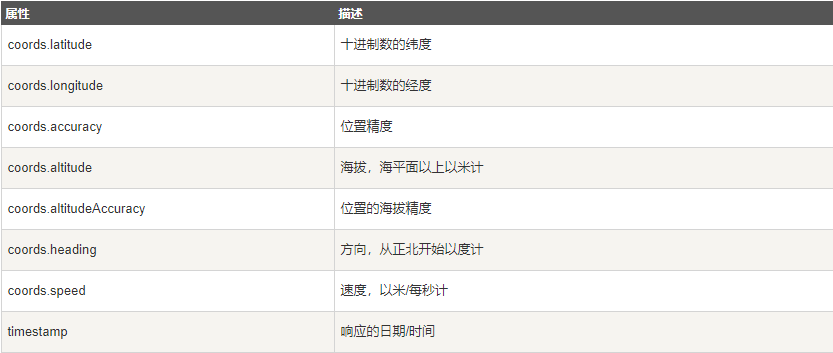 属性 描述
coords.latitude 十进制数的纬度
coords.longitude 十进制数的经度
coords.accuracy 位置精度
coords.altitude 海拔，海平面以上以米计
coords.altitudeAccuracy 位置的海拔精度
coords.heading 方向，从正北开始以度计
coords.speed 速度，以米/每秒计
timestamp 响应的日期/时间